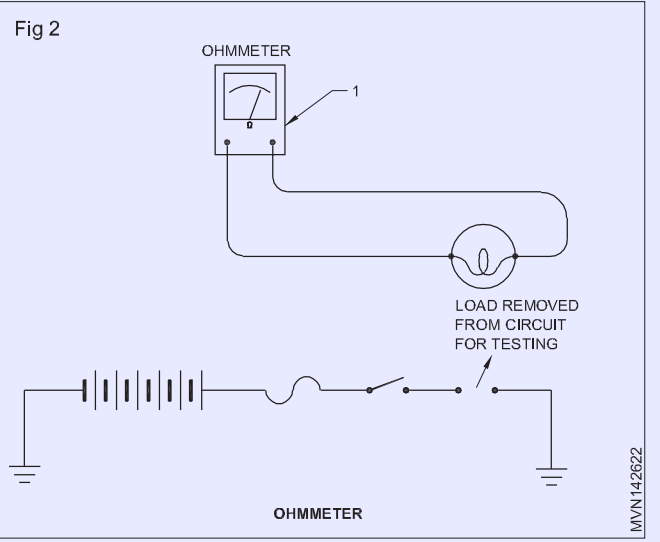 Fig 2
OHMMETER
1
Ω
LOAD REMOVED
FROM CIRCUIT
FOR TESTING
OHMMETER
MVN142622